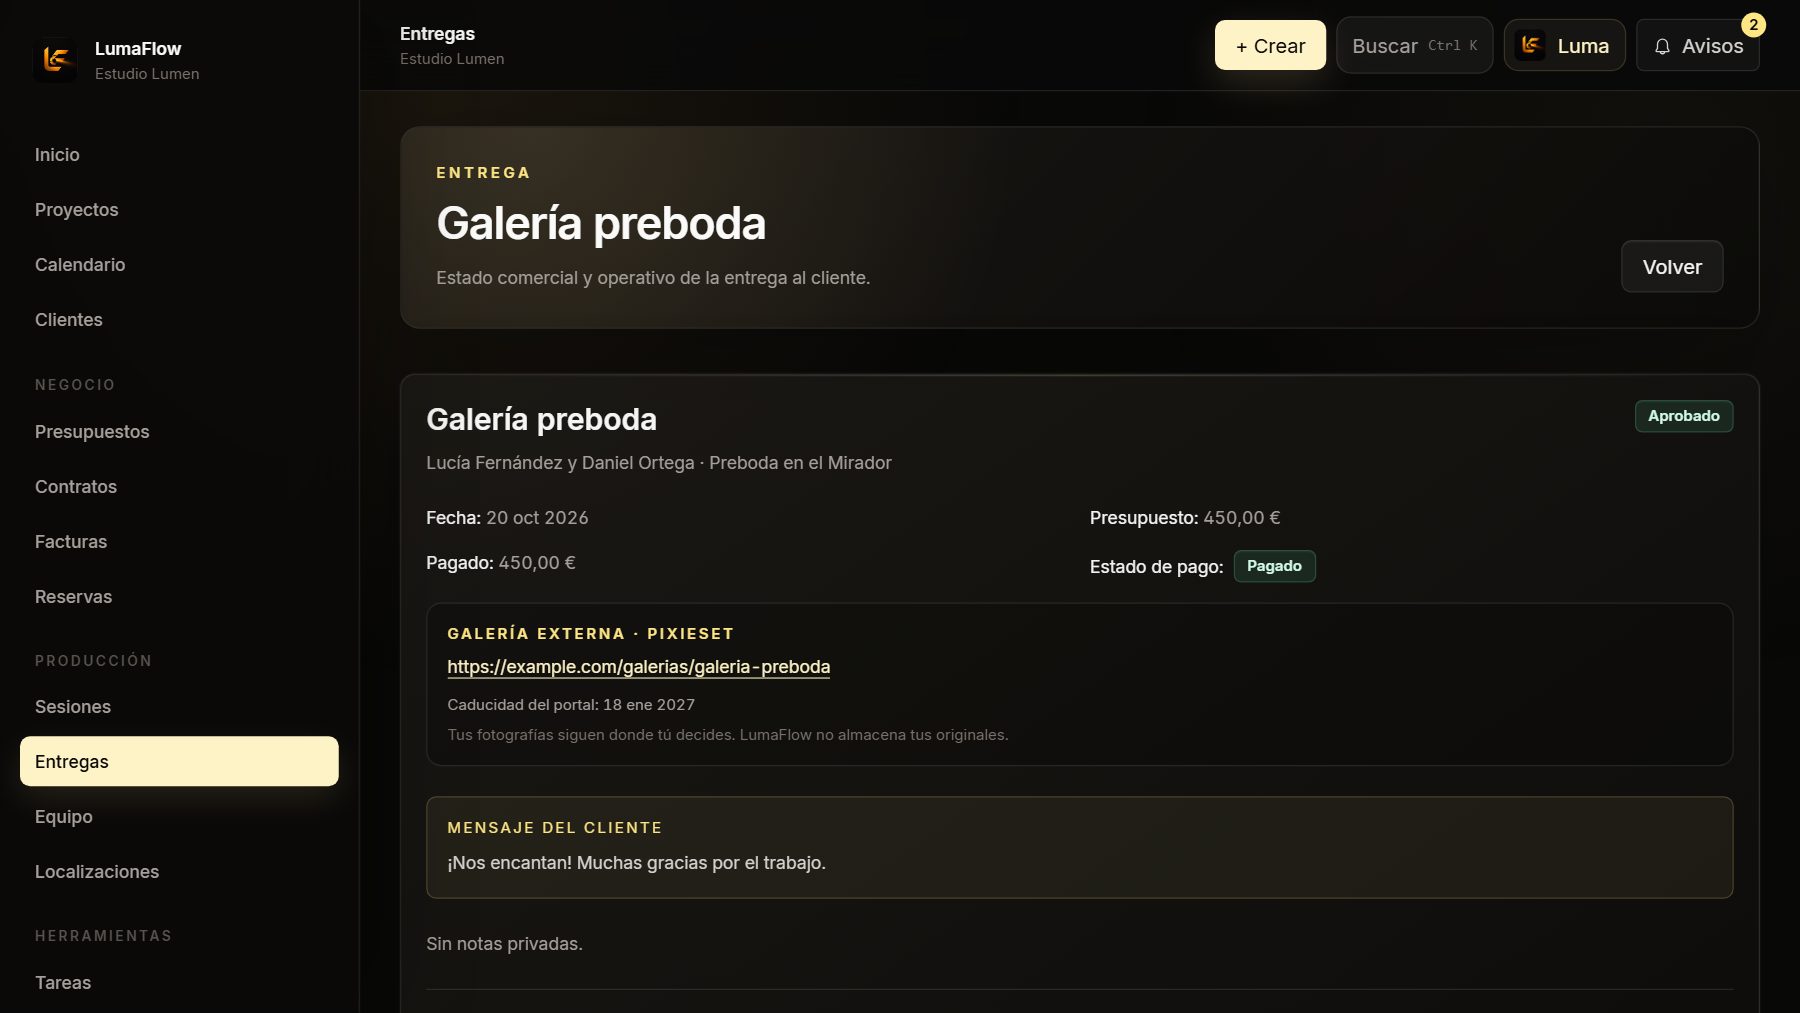 LumaFlow
Estudio Lumen
Inicio
Proyectos
Calendario
Clientes
NEGOCIO
Presupuestos
Contratos
Facturas
Reservas
PRODUCCIÓN
Sesiones
Entregas
Equipo
Localizaciones
HERRAMIENTAS
Tareas
Entregas
Estudio Lumen
+ Crear
Buscar Ctrl K
Luma
Avisos
2
ENTREGA
Galería preboda
Estado comercial y operativo de la entrega al cliente.
Volver
Galería preboda
Aprobado
Lucía Fernández y Daniel Ortega · Preboda en el Mirador
Fecha: 20 oct 2026
Presupuesto: 450,00 €
Pagado: 450,00 €
Estado de pago: Pagado
GALERÍA EXTERNA · PIXIESET
https://example.com/galerias/galeria-preboda
Caducidad del portal: 18 ene 2027
Tus fotografías siguen donde tú decides. LumaFlow no almacena tus originales.
MENSAJE DEL CLIENTE
¡Nos encantan! Muchas gracias por el trabajo.
Sin notas privadas.